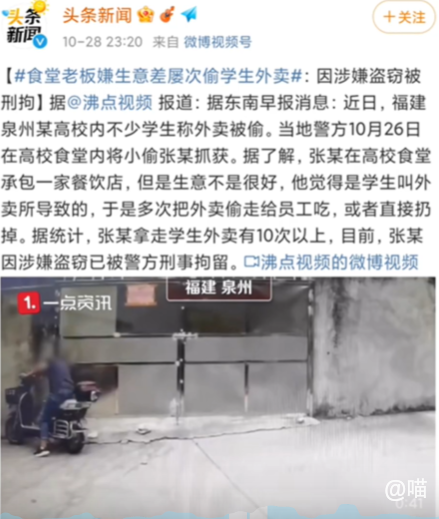 头条新闻
头条新闻
10-28 23:20 来自 微博视频号
+关注
【#食堂老板嫌生意差屡次偷学生外卖#：因涉嫌盗窃被
刑拘】据@沸点视频 报道：据东南早报消息：近日，福建
泉州某高校内不少学生称外卖被偷。当地警方10月26日
在高校食堂内将小偷张某抓获。据了解，张某在高校食堂
承包一家餐饮店，但是生意不是很好，他觉得是学生叫外
卖所导致的，于是多次把外卖偷走给员工吃，或者直接扔
掉。据统计，张某拿走学生外卖有10次以上，目前，张某
因涉嫌盗窃已被警方刑事拘留。沸点视频的微博视频
福建 泉州
1. 一点资讯
@喵
0:41